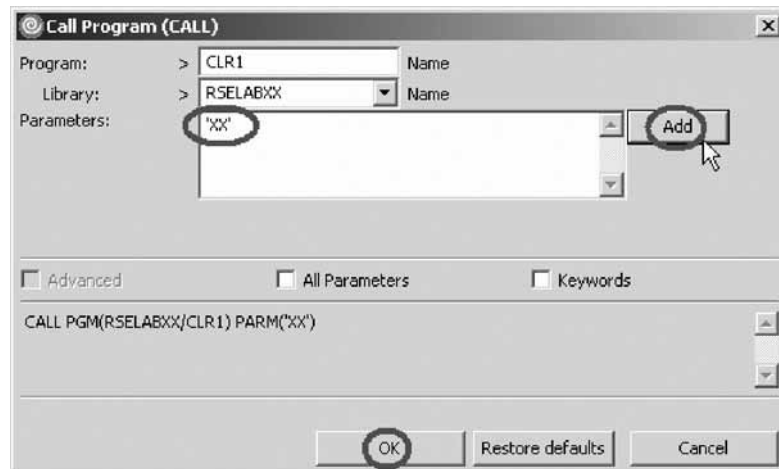 Call Program (CALL)
Program: > CLR1 Name
Library: > RSELABXX Name
Parameters: 'XX' Add
Advanced All Parameters Keywords
CALL PGM(RSELABXX/CLR1) PARM('XX')
OK Restore defaults Cancel